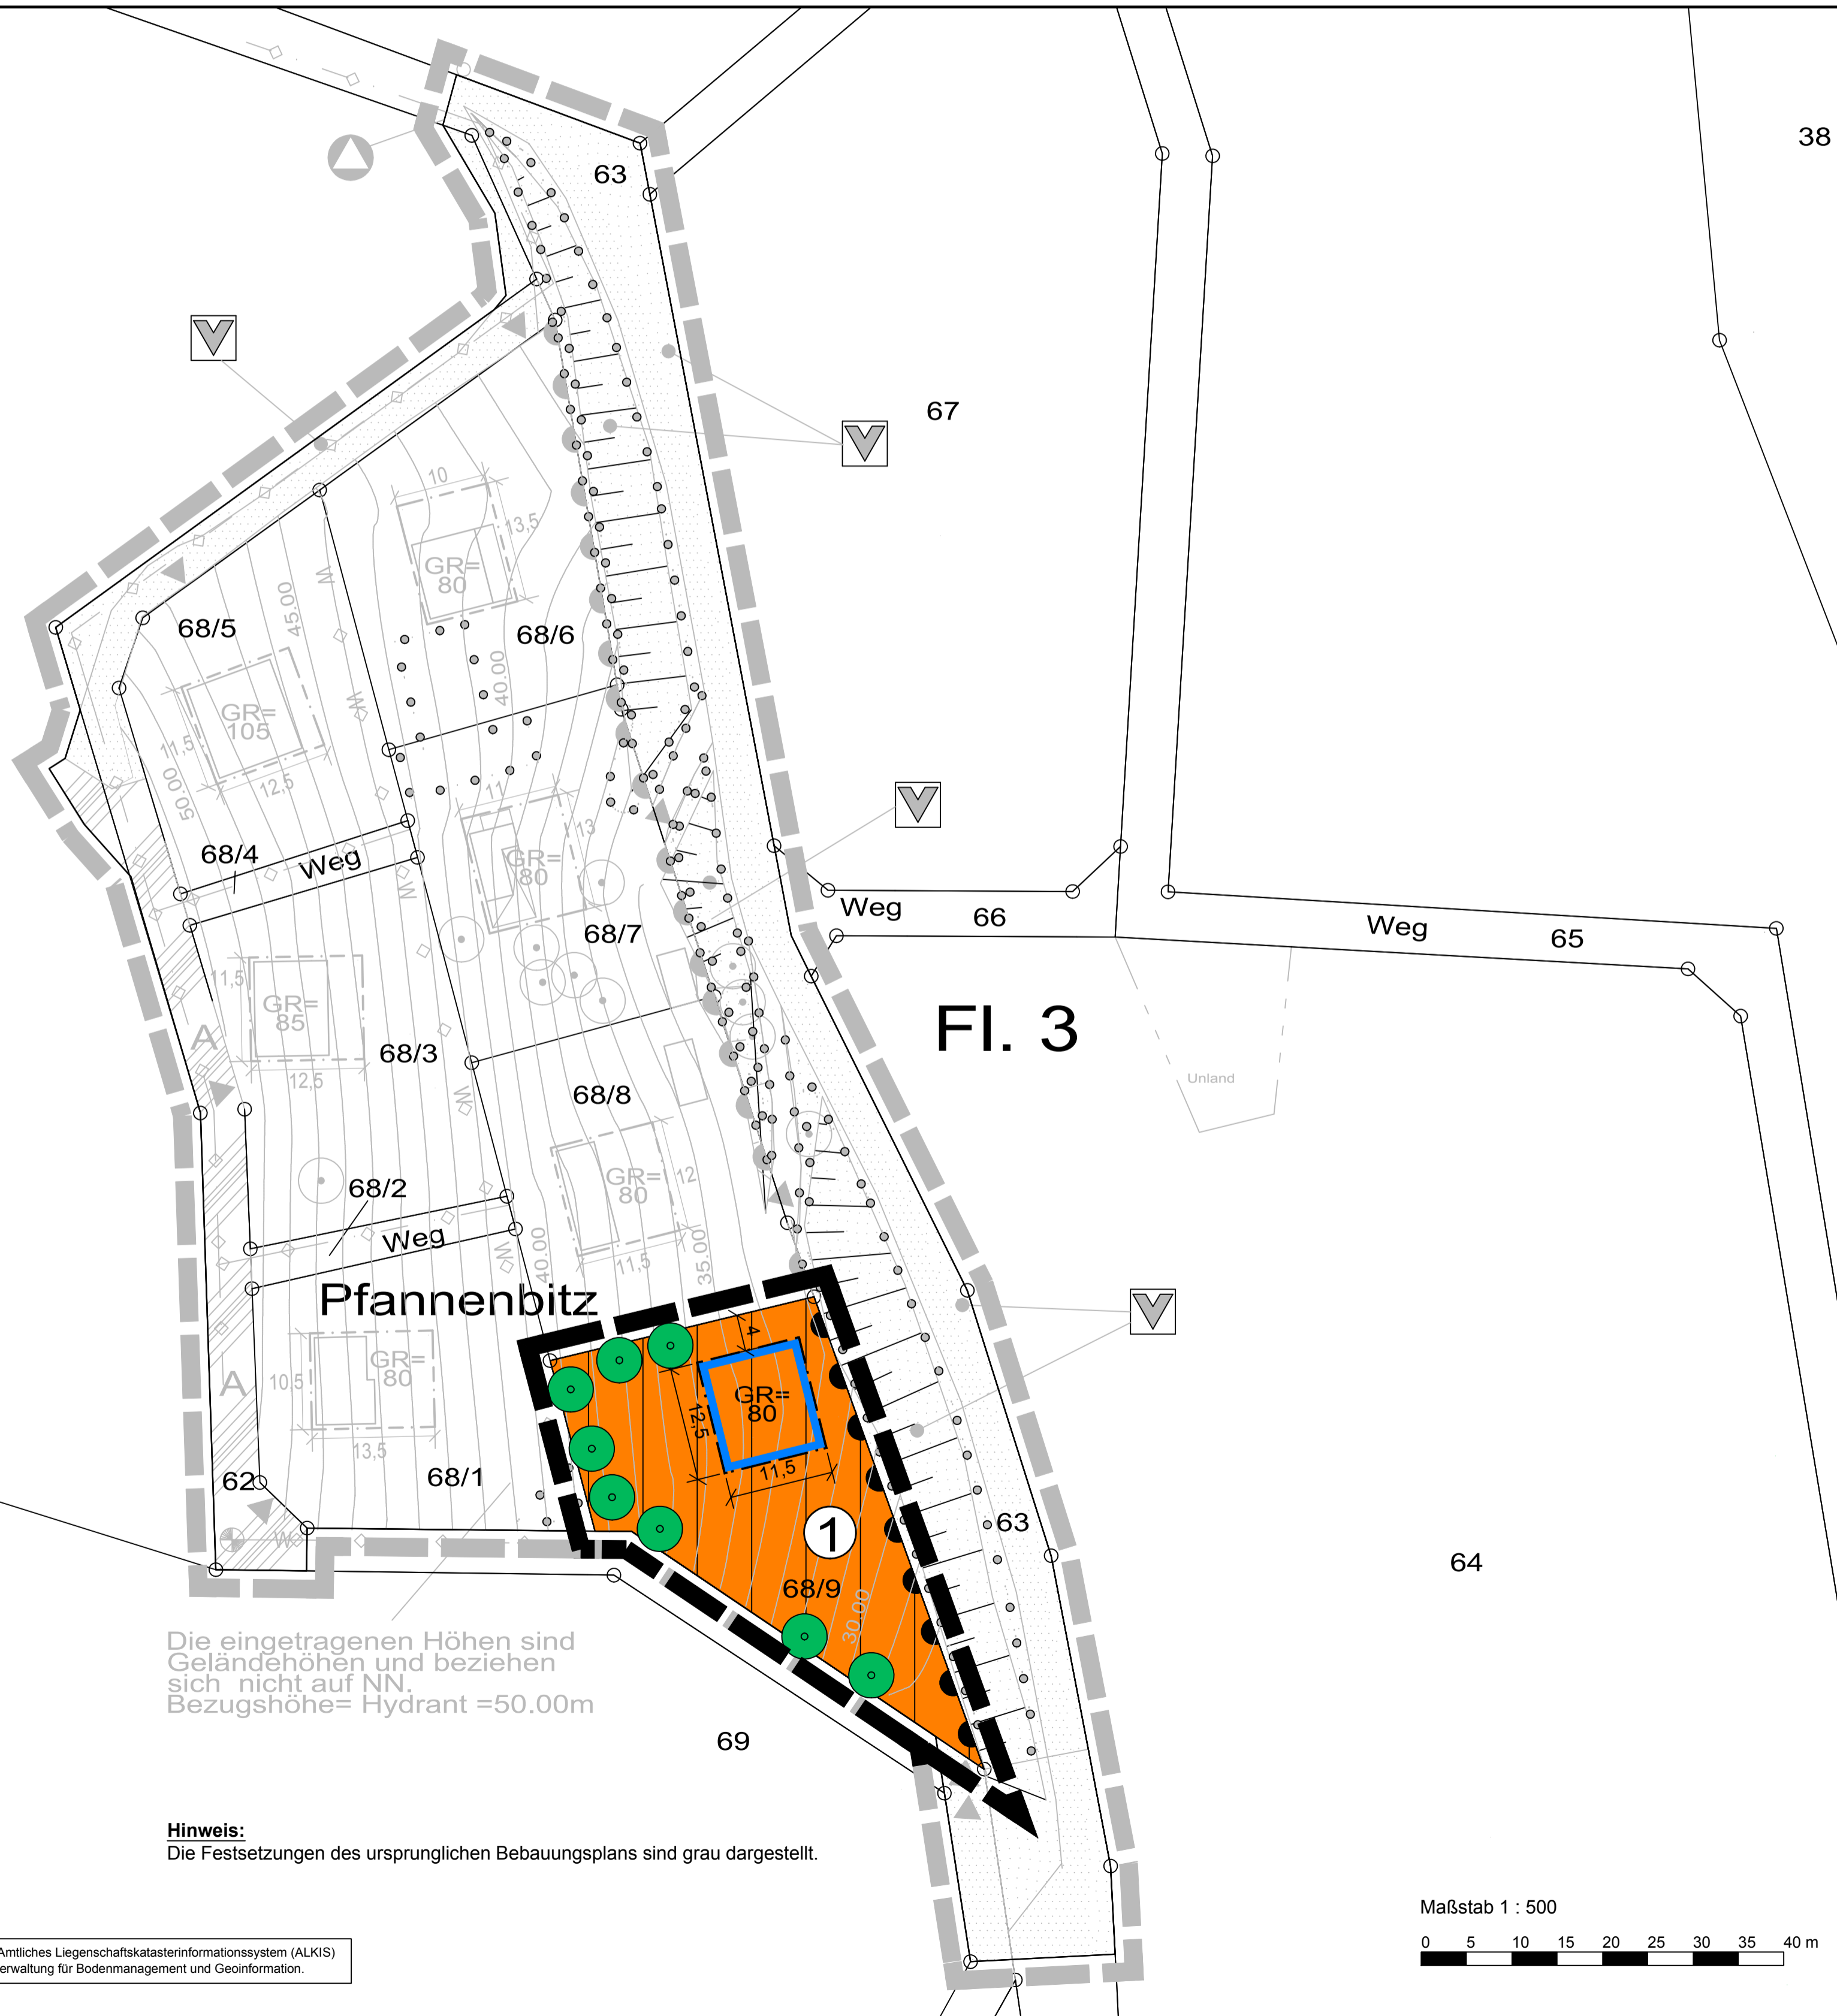 38
63
67
10
13,5
GR=
80
45.00
68/5
68/6
W
40.00
W
GR=
105
11,5
12,5
50.00
11
13
GR=
80
68/4
Weg
W
68/7
Weg
66
Weg
65
11,5
GR=
85
A
12,5
68/3
Fl. 3
Unland
W
68/8
GR=
80
12
11,5
68/2
Weg
W
40.00
35.00
Pfannenbitz
4
GR=
80
12,5
11,5
GR=
80
10,5
A
13,5
62
68/1
W
1
63
64
68/9
30.00
Die eingetragenen Höhen sind
Geländehöhen und beziehen
sich nicht auf NN.
Bezugshöhe= Hydrant =50.00m
69
Hinweis:
Die Festsetzungen des ursprunglichen Bebauungsplans sind grau dargestellt.
Maßstab 1 : 500
0 5 10 15 20 25 30 35 40 m
Amtliches Liegenschaftskatasterinformationssystem (ALKIS)
erwaltung für Bodenmanagement und Geoinformation.